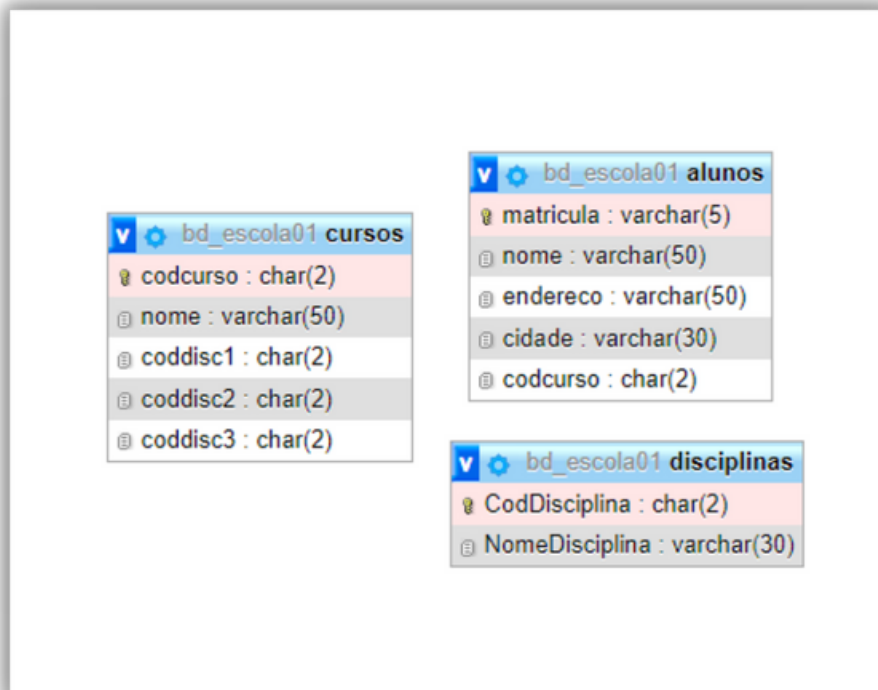 bd_escola01 cursos
codcurso : char(2)
nome : varchar(50)
coddisc1 : char(2)
coddisc2 : char(2)
coddisc3 : char(2)
v bd_escola01 alunos
matricula : varchar(5)
nome : varchar(50)
endereco : varchar(50)
cidade : varchar(30)
codcurso : char(2)
v bd_escola01 disciplinas
CodDisciplina : char(2)
NomeDisciplina : varchar(30)